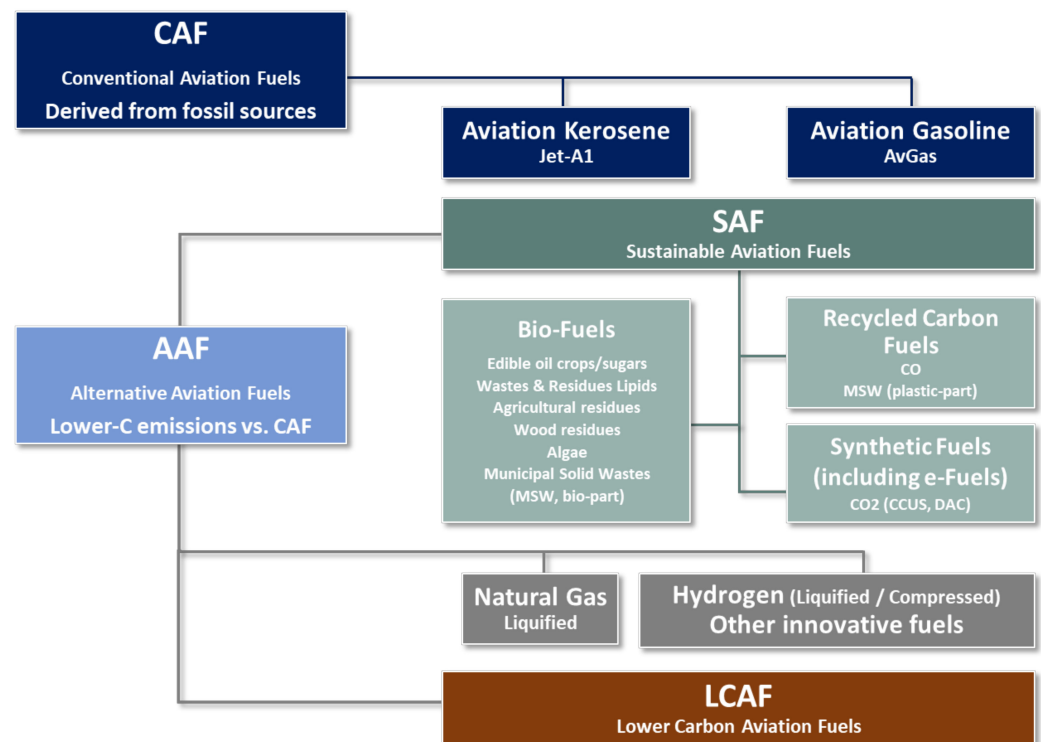 CAF
Conventional Aviation Fuels
Derived from fossil sources
Aviation Kerosene
Jet-A1
Aviation Gasoline
AvGas
SAF
Sustainable Aviation Fuels
AAF
Alternative Aviation Fuels
Lower-C emissions vs. CAF
Bio-Fuels
Edible oil crops/sugars
Wastes & Residues Lipids
Agricultural residues
Wood residues
Algae
Municipal Solid Wastes
(MSW, bio-part)
Recycled Carbon
Fuels
CO
MSW (plastic-part)
Synthetic Fuels
(including e-Fuels)
CO2 (CCUS, DAC)
Natural Gas
Liquified
Hydrogen (Liquified / Compressed)
Other innovative fuels
LCAF
Lower Carbon Aviation Fuels